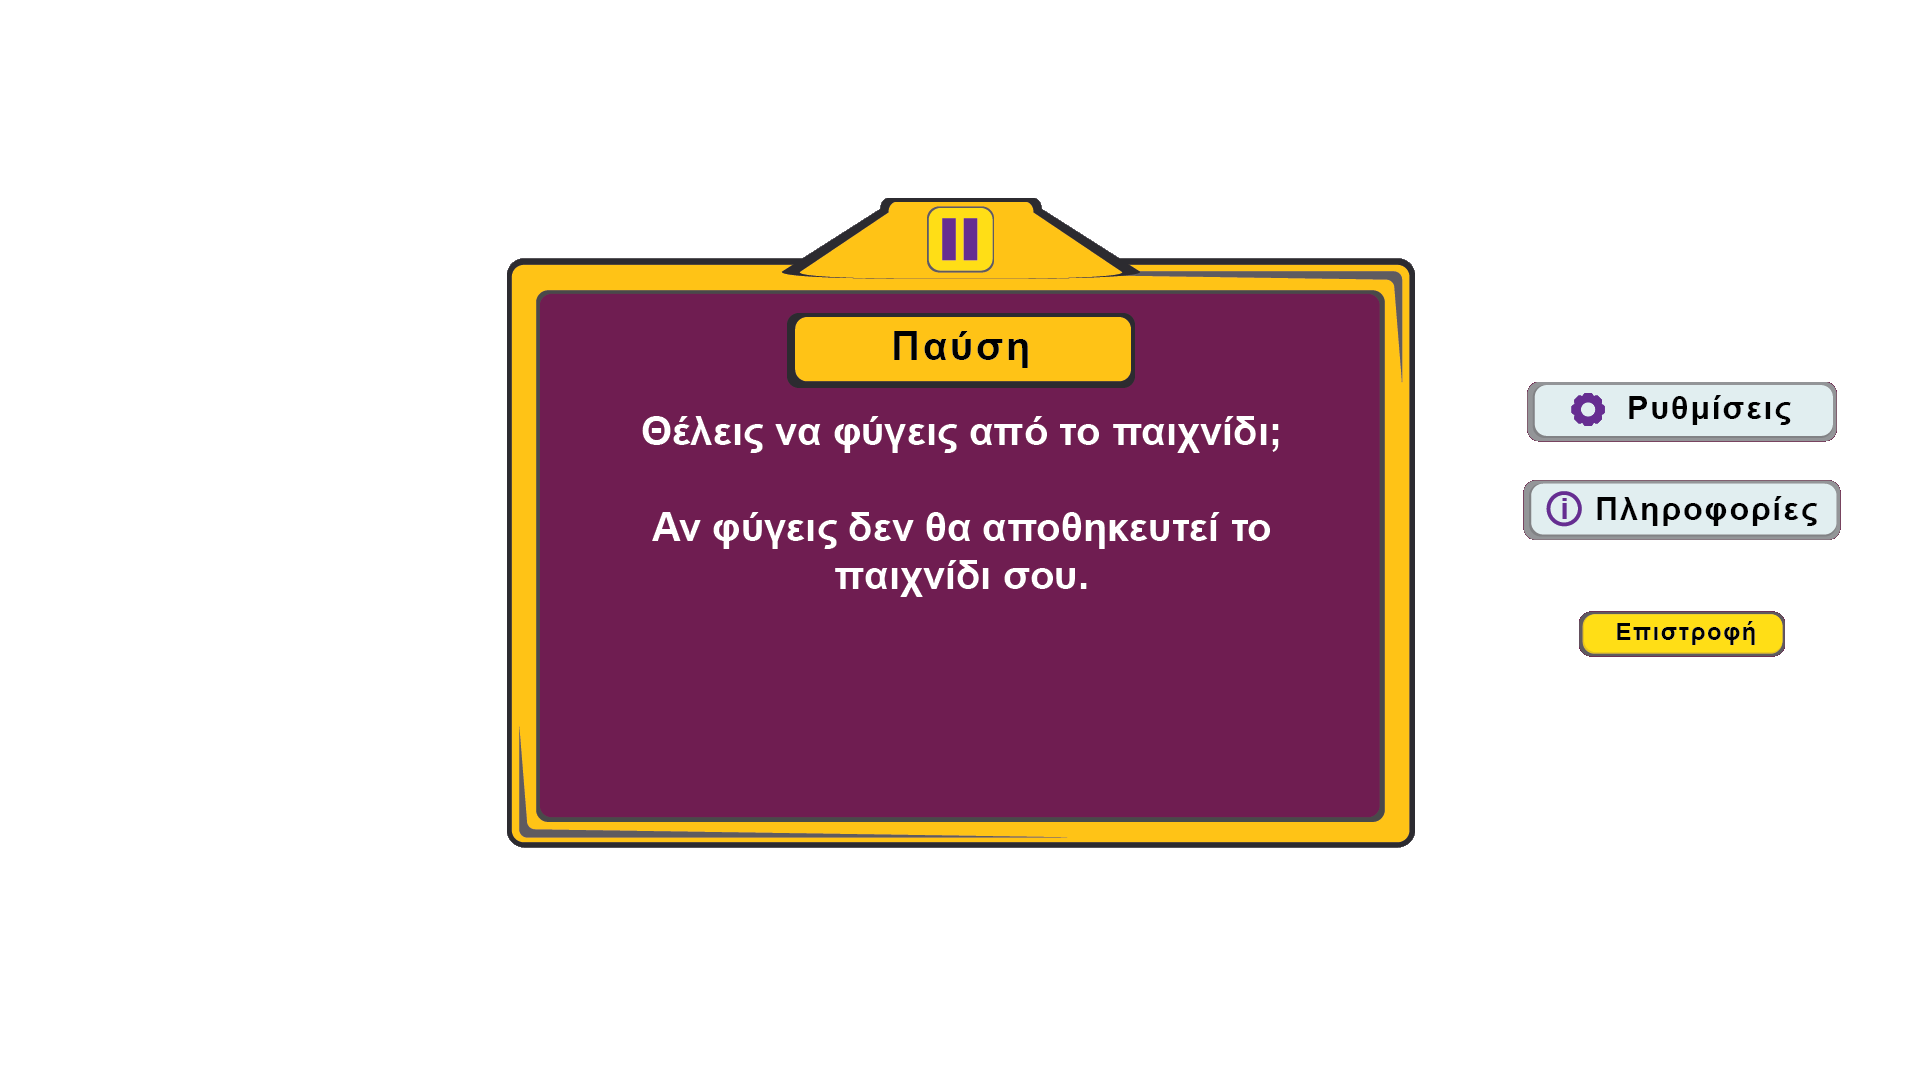 Παύση
Θέλεις να φύγεις από το παιχνίδι;
Αν φύγεις δεν θα αποθηκευτεί το
παιχνίδι σου.
Ρυθμίσεις
Πληροφορίες
Επιστροφή